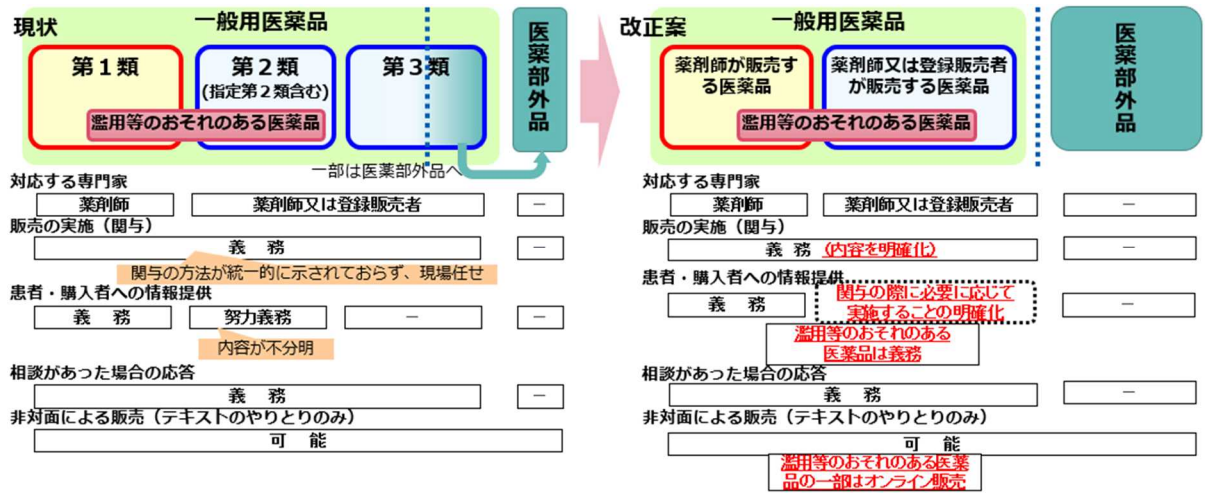 現状
一般用医薬品
第1類
第2類
(指定第2類含む)
第3類
濫用等のおそれのある医薬品
医薬部外品
一部は医薬部外品へ
対応する専門家
薬剤師
薬剤師又は登録販売者
－
販売の実施（関与）
義　務
－
関与の方法が統一的に示されておらず、現場任せ
患者・購入者への情報提供
義　務
努力義務
－
－
内容が不分明
相談があった場合の応答
義　務
－
非対面による販売（テキストのやりとりのみ）
可　能
改正案
一般用医薬品
薬剤師が販売す
る医薬品
薬剤師又は登録販売者
が販売する医薬品
濫用等のおそれのある医薬品
医薬部外品
対応する専門家
薬剤師
薬剤師又は登録販売者
－
販売の実施（関与）
義　務 (内容を明確化)
－
患者・購入者への情報提供
義　務
関与の際に必要に応じて
実施することの明確化
－
濫用等のおそれのある
医薬品は義務
相談があった場合の応答
義　務
－
非対面による販売（テキストのやりとりのみ）
可　能
濫用等のおそれのある医薬
品の一部はオンライン販売